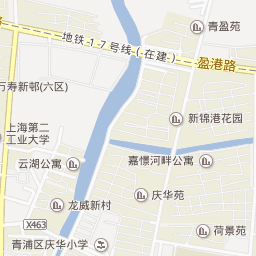 青盈苑
地铁17号线(在建)
盈港路
万寿新邨(六区)
新锦港花园
上海第二
工业大学
嘉憬河畔公寓
云湖公寓
庆华苑
龙威新村
X463
荷景苑
青浦区庆华小学